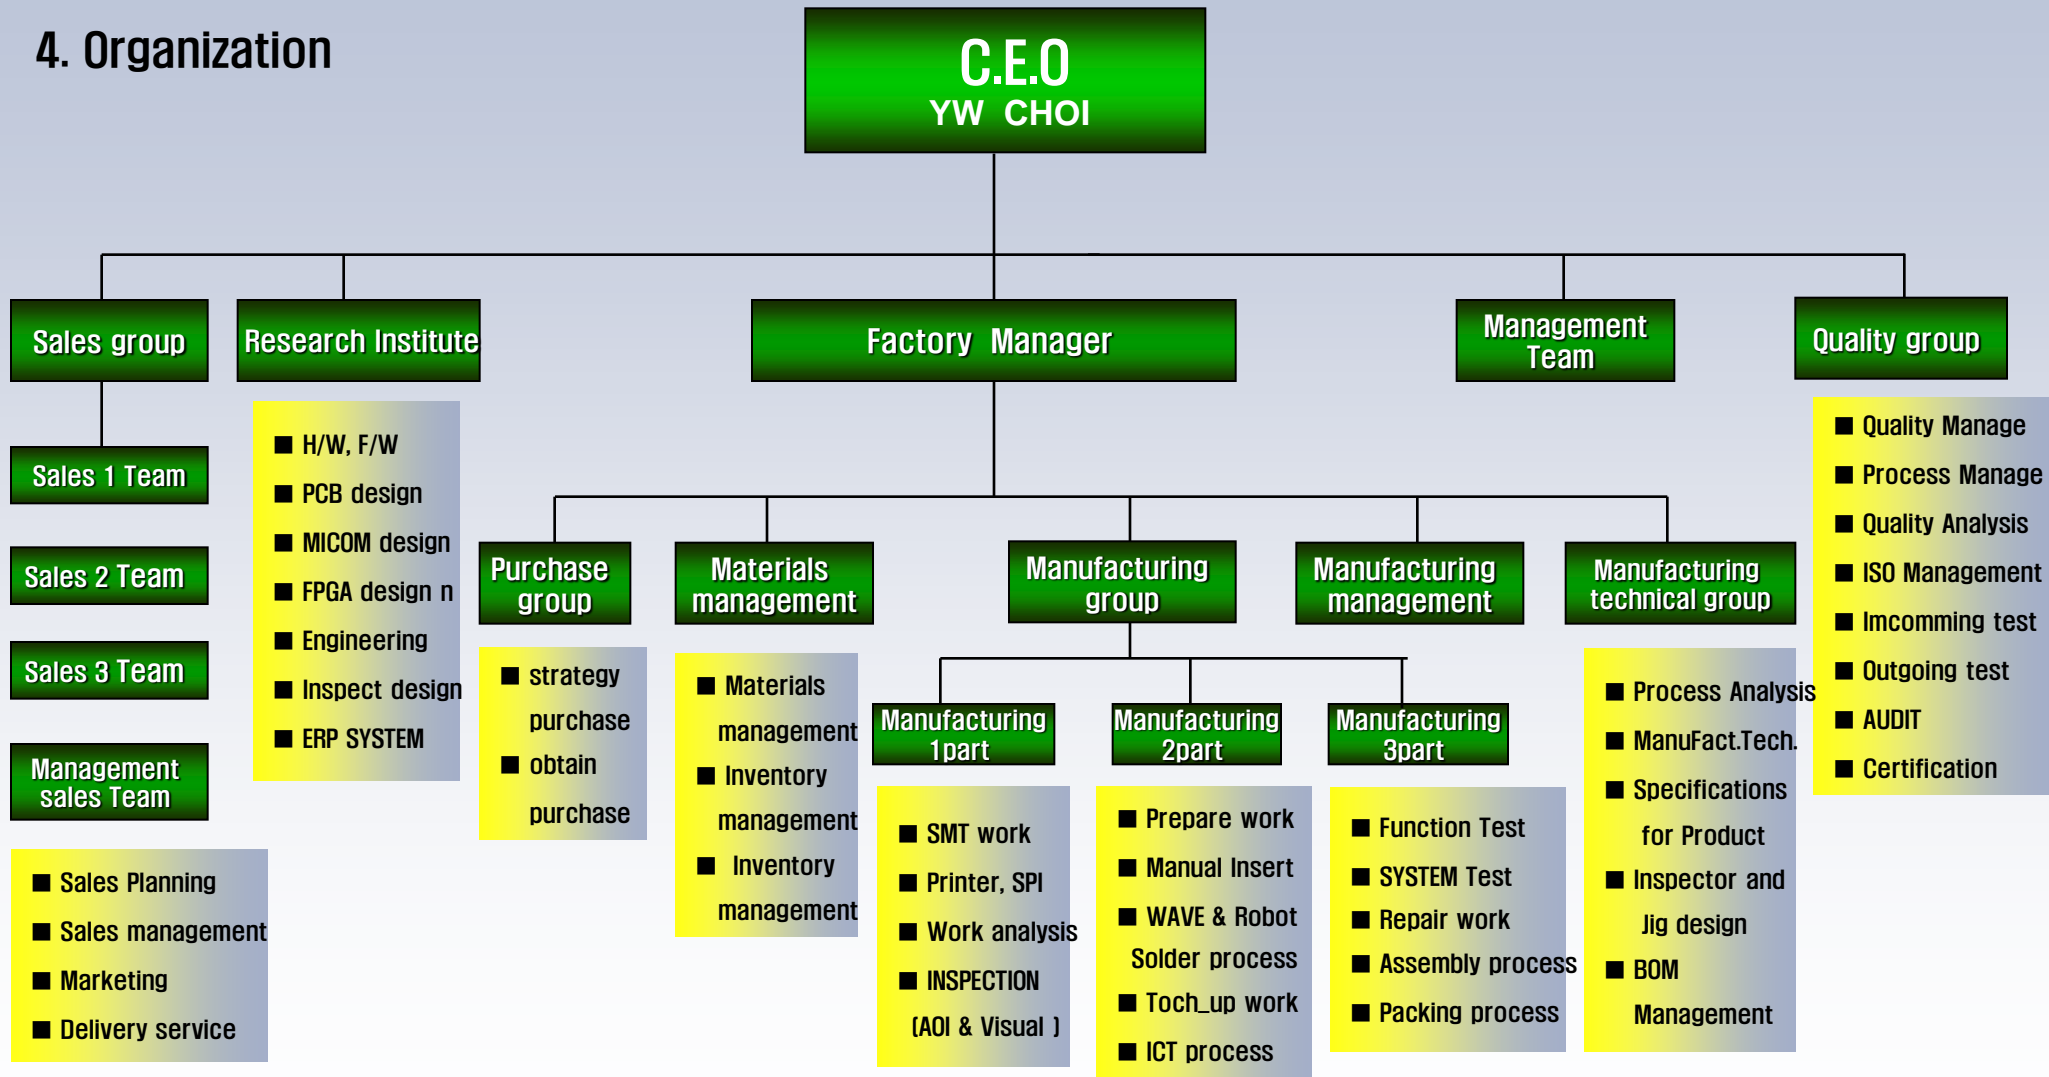 4. Organization
C.E.O
YW CHOI
Sales group
Research Institute
Factory Manager
Management
Team
Quality group
Sales 1 Team
Sales 2 Team
Sales 3 Team
Management
sales Team
■ Sales Planning
■ Sales management
■ Marketing
■ Delivery service
■ H/W, F/W
■ PCB design
■ MICOM design
■ FPGA design n
■ Engineering
■ Inspect design
■ ERP SYSTEM
Purchase
group
■ strategy
purchase
■ obtain
purchase
Materials
management
■ Materials
management
■ Inventory
management
■ Inventory
management
Manufacturing
group
Manufacturing
1part
■ SMT work
■ Printer, SPI
■ Work analysis
■ INSPECTION
(AOI & Visual )
Manufacturing
2part
■ Prepare work
■ Manual Insert
■ WAVE & Robot
Solder process
■ Toch_up work
■ ICT process
Manufacturing
3part
■ Function Test
■ SYSTEM Test
■ Repair work
■ Assembly process
■ Packing process
Manufacturing
management
Manufacturing
technical group
■ Process Analysis
■ ManuFact.Tech.
■ Specifications
for Product
■ Inspector and
Jig design
■ BOM
Management
■ Quality Manage
■ Process Manage
■ Quality Analysis
■ ISO Management
■ Imcomming test
■ Outgoing test
■ AUDIT
■ Certification